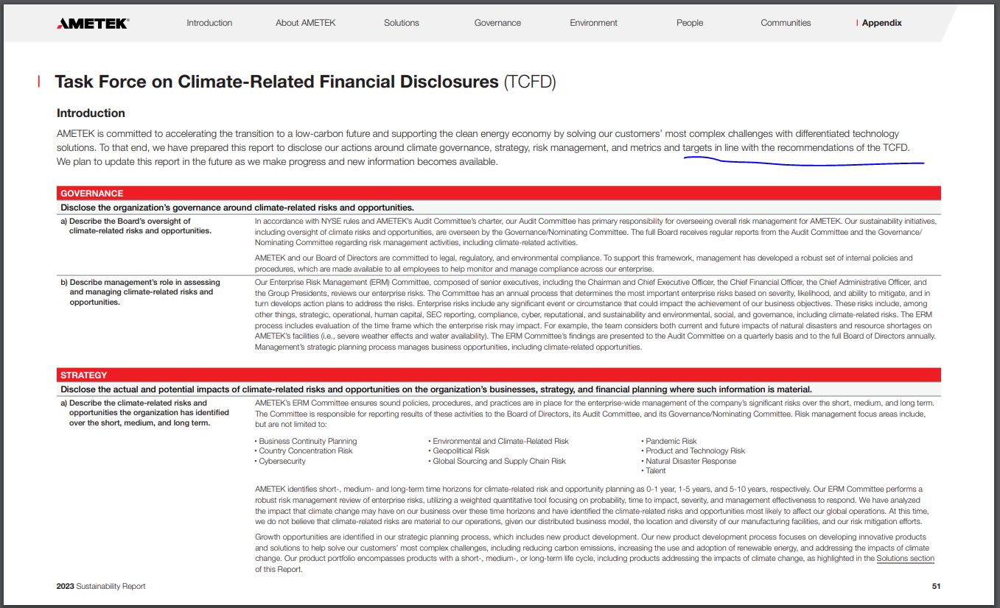 AMETEK®
Introduction
About AMETEK
Solutions
Governance
Environment
People
Communities
Appendix
Task Force on Climate-Related Financial Disclosures (TCFD)
Introduction
AMETEK is committed to accelerating the transition to a low-carbon future and supporting the clean energy economy by solving our customers' most complex challenges with differentiated technology
solutions. To that end, we have prepared this report to disclose our actions around climate governance, strategy, risk management, and metrics and targets in line with the recommendations of the TCFD.
We plan to update this report in the future as we make progress and new information becomes available.
GOVERNANCE
Disclose the organization's governance around climate-related risks and opportunities.
a) Describe the Board's oversight of
climate-related risks and opportunities.
In accordance with NYSE rules and AMETEK's Audit Committee's charter, our Audit Committee has primary responsibility for overseeing overall risk management for AMETEK. Our sustainability initiatives,
including oversight of climate risks and opportunities, are overseen by the Governance/Nominating Committee. The full Board receives regular reports from the Audit Committee and the Governance/
Nominating Committee regarding risk management activities, including climate-related activities.
AMETEK and our Board of Directors are committed to legal, regulatory, and environmental compliance. To support this framework, management has developed a robust set of internal policies and
procedures, which are made available to all employees to help monitor and manage compliance across our enterprise.
b) Describe management's role in assessing
and managing climate-related risks and
opportunities.
Our Enterprise Risk Management (ERM) Committee, composed of senior executives, including the Chairman and Chief Executive Officer, the Chief Financial Officer, the Chief Administrative Officer, and
the Group Presidents, reviews our enterprise risks. The Committee has an annual process that determines the most important enterprise risks based on severity, likelihood, and ability to mitigate, and in
turn develops action plans to address the risks. Enterprise risks include any significant event or circumstance that could impact the achievement of our business objectives. These risks include, among
other things, strategic, operational, human capital, SEC reporting, compliance, cyber, reputational, and sustainability and environmental, social, and governance, including climate-related risks. The ERM
process includes evaluation of the time frame which the enterprise risk may impact. For example, the team considers both current and future impacts of natural disasters and resource shortages on
AMETEK's facilities (i.e., severe weather effects and water availability). The ERM Committee's findings are presented to the Audit Committee on a quarterly basis and to the full Board of Directors annually.
Management's strategic planning process manages business opportunities, including climate-related opportunities.
STRATEGY
Disclose the actual and potential impacts of climate-related risks and opportunities on the organization's businesses, strategy, and financial planning where such information is material.
a) Describe the climate-related risks and
opportunities the organization has identified
over the short, medium, and long term.
AMETEK's ERM Committee ensures sound policies, procedures, and practices are in place for the enterprise-wide management of the company's significant risks over the short, medium, and long term.
The Committee is responsible for reporting results of these activities to the Board of Directors, its Audit Committee, and its Governance/Nominating Committee. Risk management focus areas include,
but are not limited to:
• Business Continuity Planning
• Country Concentration Risk
• Cybersecurity
• Environmental and Climate-Related Risk
• Geopolitical Risk
• Global Sourcing and Supply Chain Risk
• Pandemic Risk
• Product and Technology Risk
• Natural Disaster Response
• Talent
AMETEK identifies short-, medium- and long-term time horizons for climate-related risk and opportunity planning as 0-1 year, 1-5 years, and 5-10 years, respectively. Our ERM Committee performs a
robust risk management review of enterprise risks, utilizing a weighted quantitative tool focusing on probability, time to impact, severity, and management effectiveness to respond. We have analyzed
the impact that climate change may have on our business over these time horizons and have identified the climate-related risks and opportunities most likely to affect our global operations. At this time,
we do not believe that climate-related risks are material to our operations, given our distributed business model, the location and diversity of our manufacturing facilities, and our risk mitigation efforts.
Growth opportunities are identified in our strategic planning process, which includes new product development. Our new product development process focuses on developing innovative products
and solutions to help solve our customers' most complex challenges, including reducing carbon emissions, increasing the use and adoption of renewable energy, and addressing the impacts of climate
change. Our product portfolio encompasses products with a short-, medium-, or long-term life cycle, including products addressing the impacts of climate change, as highlighted in the Solutions section
of this Report.
2023 Sustainability Report
51